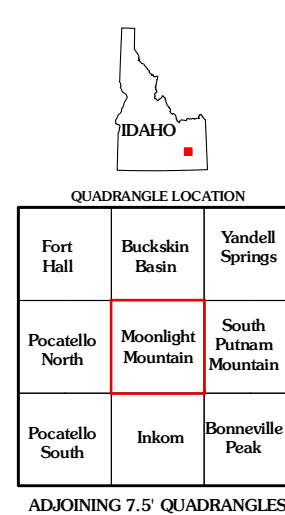 IDAHO
QUADRANGLE LOCATION
Fort
Hall
Buckskin
Basin
Yandell
Springs
Pocatello
North
Moonlight
Mountain
South
Putnam
Mountain
Pocatello
South
Inkom
Bonneville
Peak
ADJOINING 7.5' QUADRANGLES